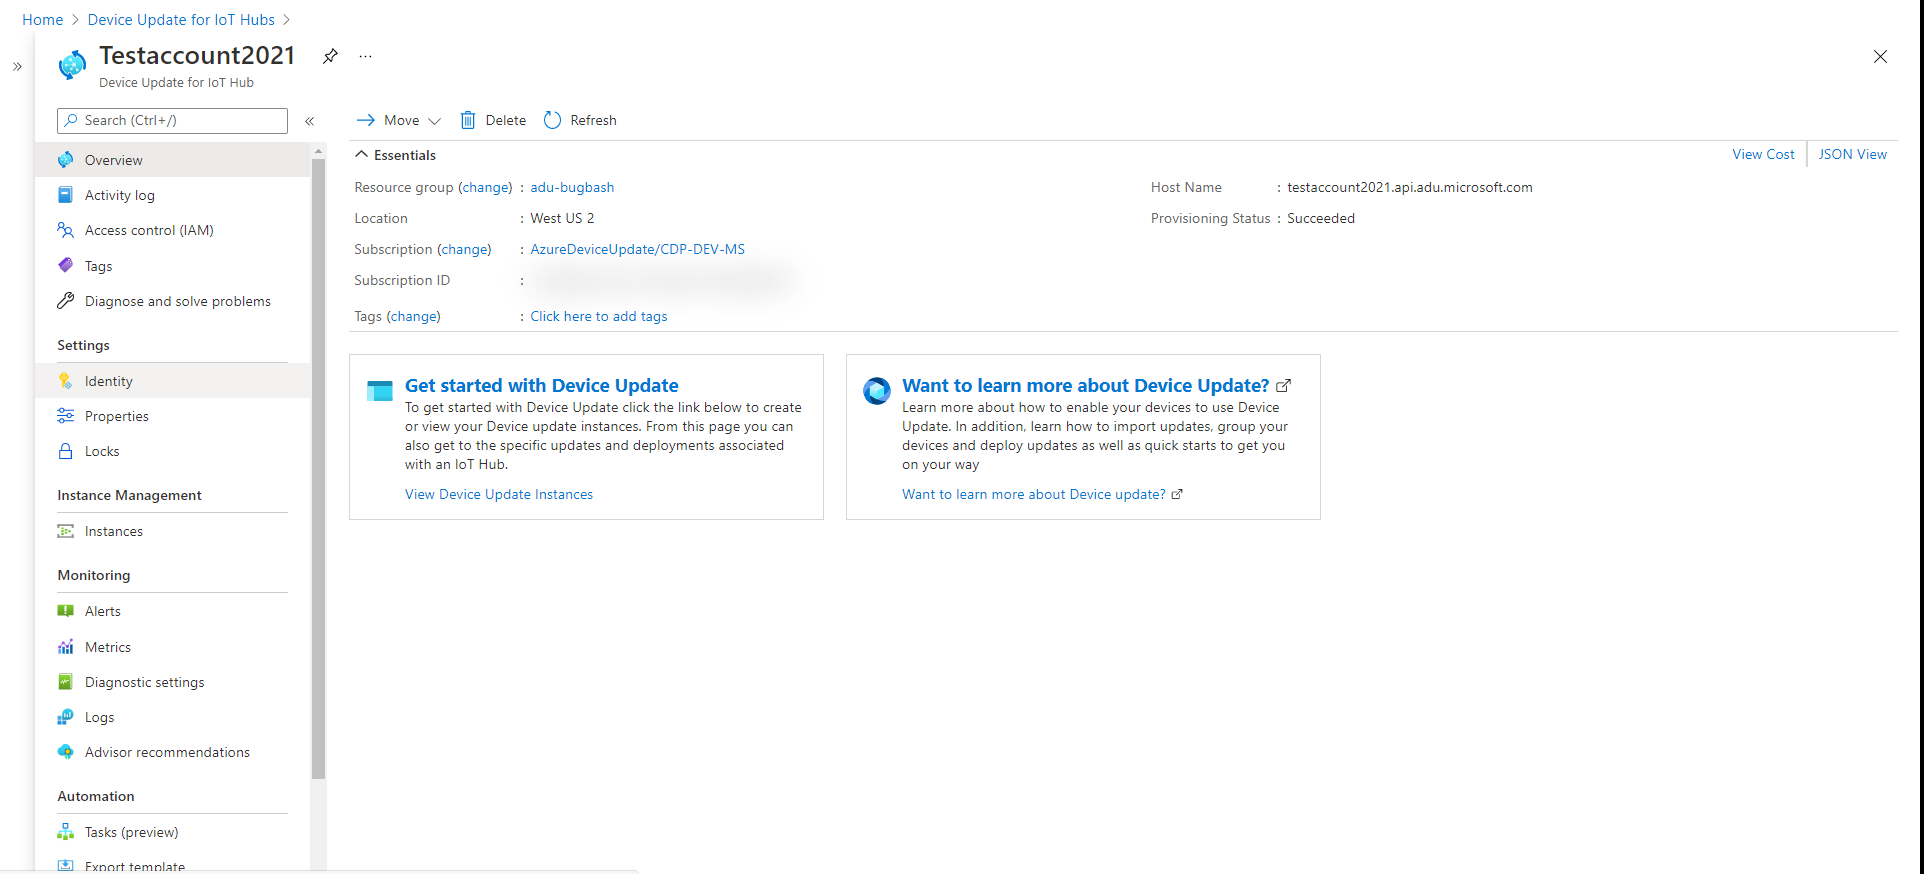 Home > Device Update for IoT Hubs >
Testaccount2021
Device Update for IoT Hub
Search (Ctrl+/)
Overview
Activity log
Access control (IAM)
Tags
Diagnose and solve problems
Settings
Identity
Properties
Locks
Instance Management
Instances
Monitoring
Alerts
Metrics
Diagnostic settings
Logs
Advisor recommendations
Automation
Tasks (preview)
Export template
Move
Delete
Refresh
Essentials
View Cost
JSON View
Resource group (change) : adu-bugbash
Location : West US 2
Subscription (change) : AzureDeviceUpdate/CDP-DEV-MS
Subscription ID :
Tags (change) : Click here to add tags
Host Name : testaccount2021.api.adu.microsoft.com
Provisioning Status : Succeeded
Get started with Device Update
To get started with Device Update click the link below to create
or view your Device update instances. From this page you can
also get to the specific updates and deployments associated
with an IoT Hub.
View Device Update Instances
Want to learn more about Device Update?
Learn more about how to enable your devices to use Device
Update. In addition, learn how to import updates, group your
devices and deploy updates as well as quick starts to get you
on your way
Want to learn more about Device update?